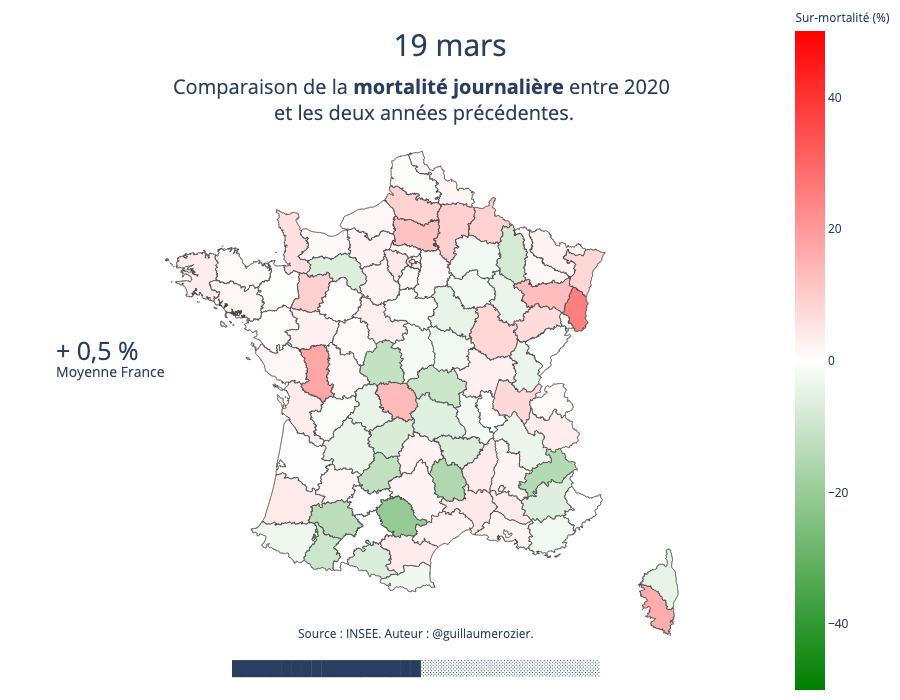 Sur-mortalité (%)
19 mars
Comparaison de la mortalité journalière entre 2020
et les deux années précédentes.
40
20
0
−20
−40
+ 0,5 %
Moyenne France
Source : INSEE. Auteur : @guillaumerozier.